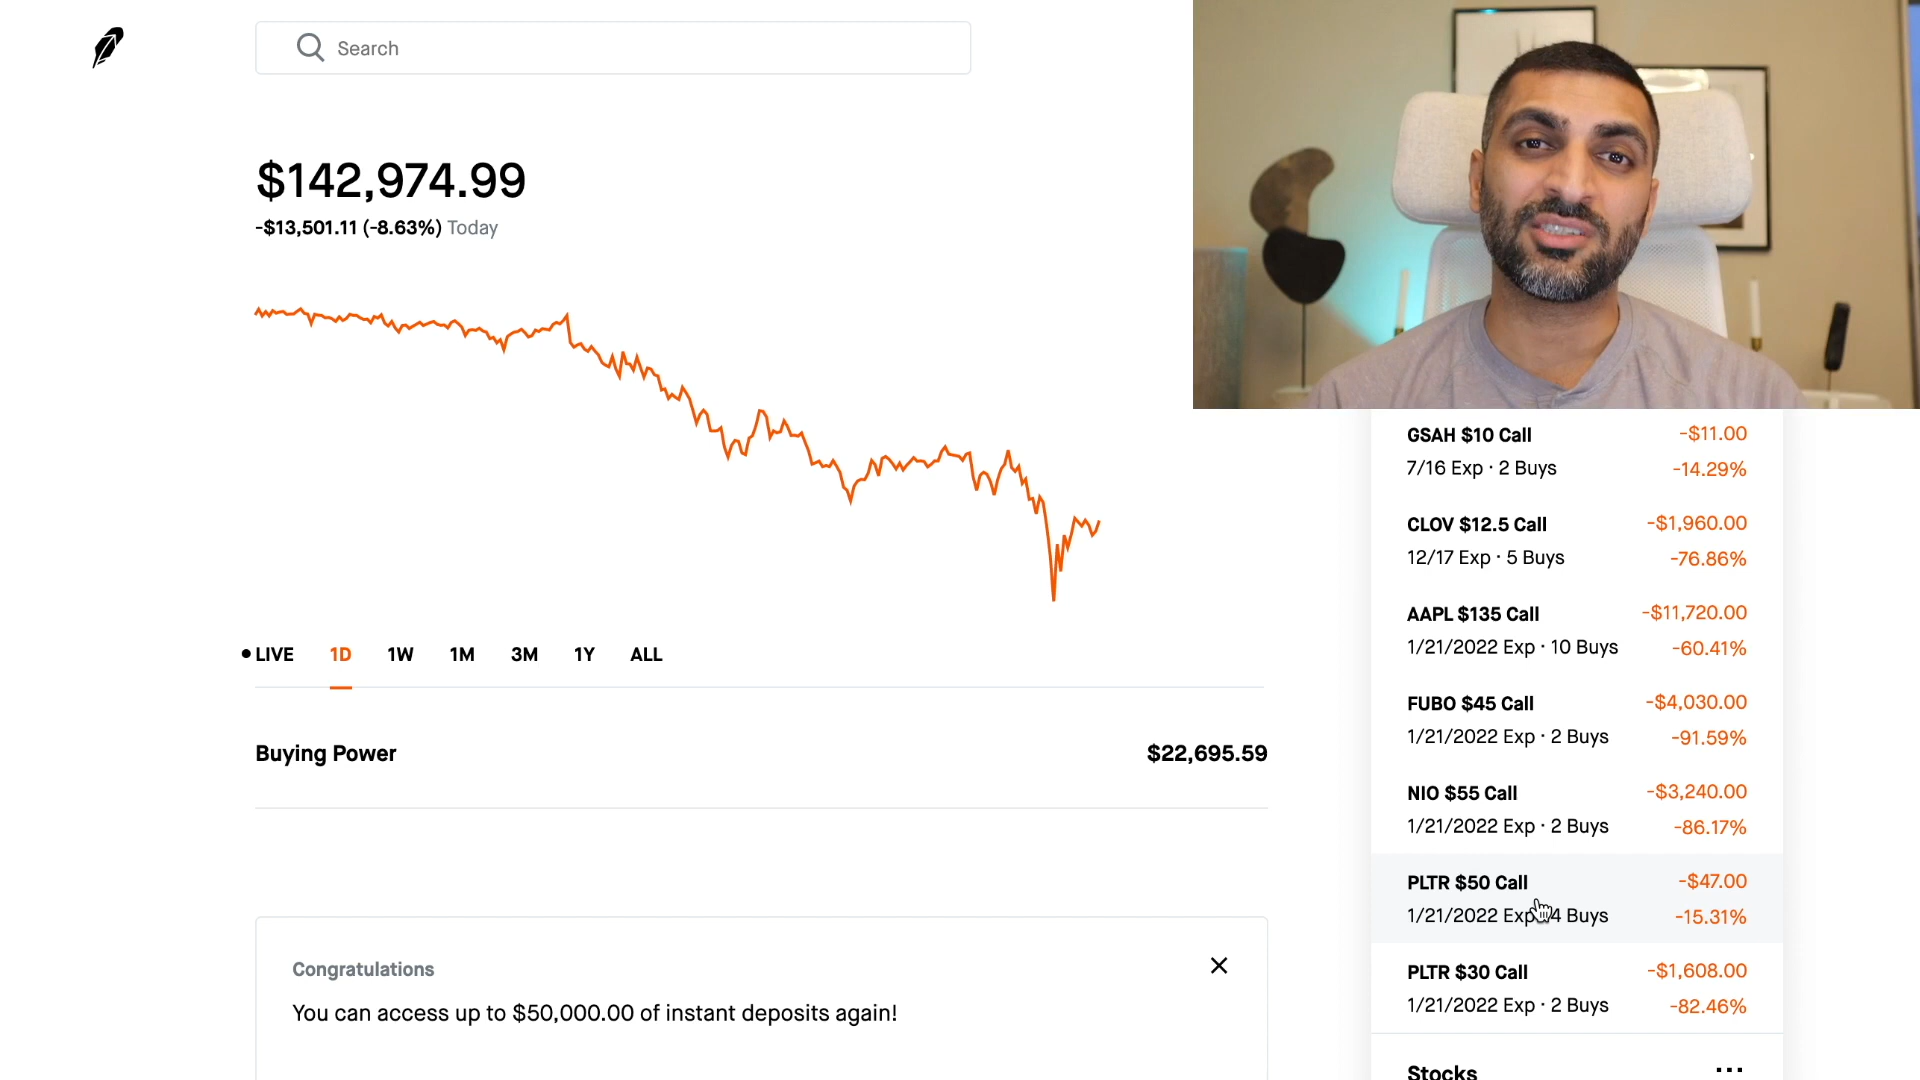 Search
$142,974.99
-$13,501.11 (-8.63%) Today
LIVE 1D 1W 1M 3M 1Y ALL
Buying Power $22,695.59
Congratulations
You can access up to $50,000.00 of instant deposits again!
GSAH $10 Call -$11.00
7/16 Exp · 2 Buys -14.29%
CLOV $12.5 Call -$1,960.00
12/17 Exp · 5 Buys -76.86%
AAPL $135 Call -$11,720.00
1/21/2022 Exp · 10 Buys -60.41%
FUBO $45 Call -$4,030.00
1/21/2022 Exp · 2 Buys -91.59%
NIO $55 Call -$3,240.00
1/21/2022 Exp · 2 Buys -86.17%
PLTR $50 Call -$47.00
1/21/2022 Exp 4 Buys -15.31%
PLTR $30 Call -$1,608.00
1/21/2022 Exp · 2 Buys -82.46%
Stocks